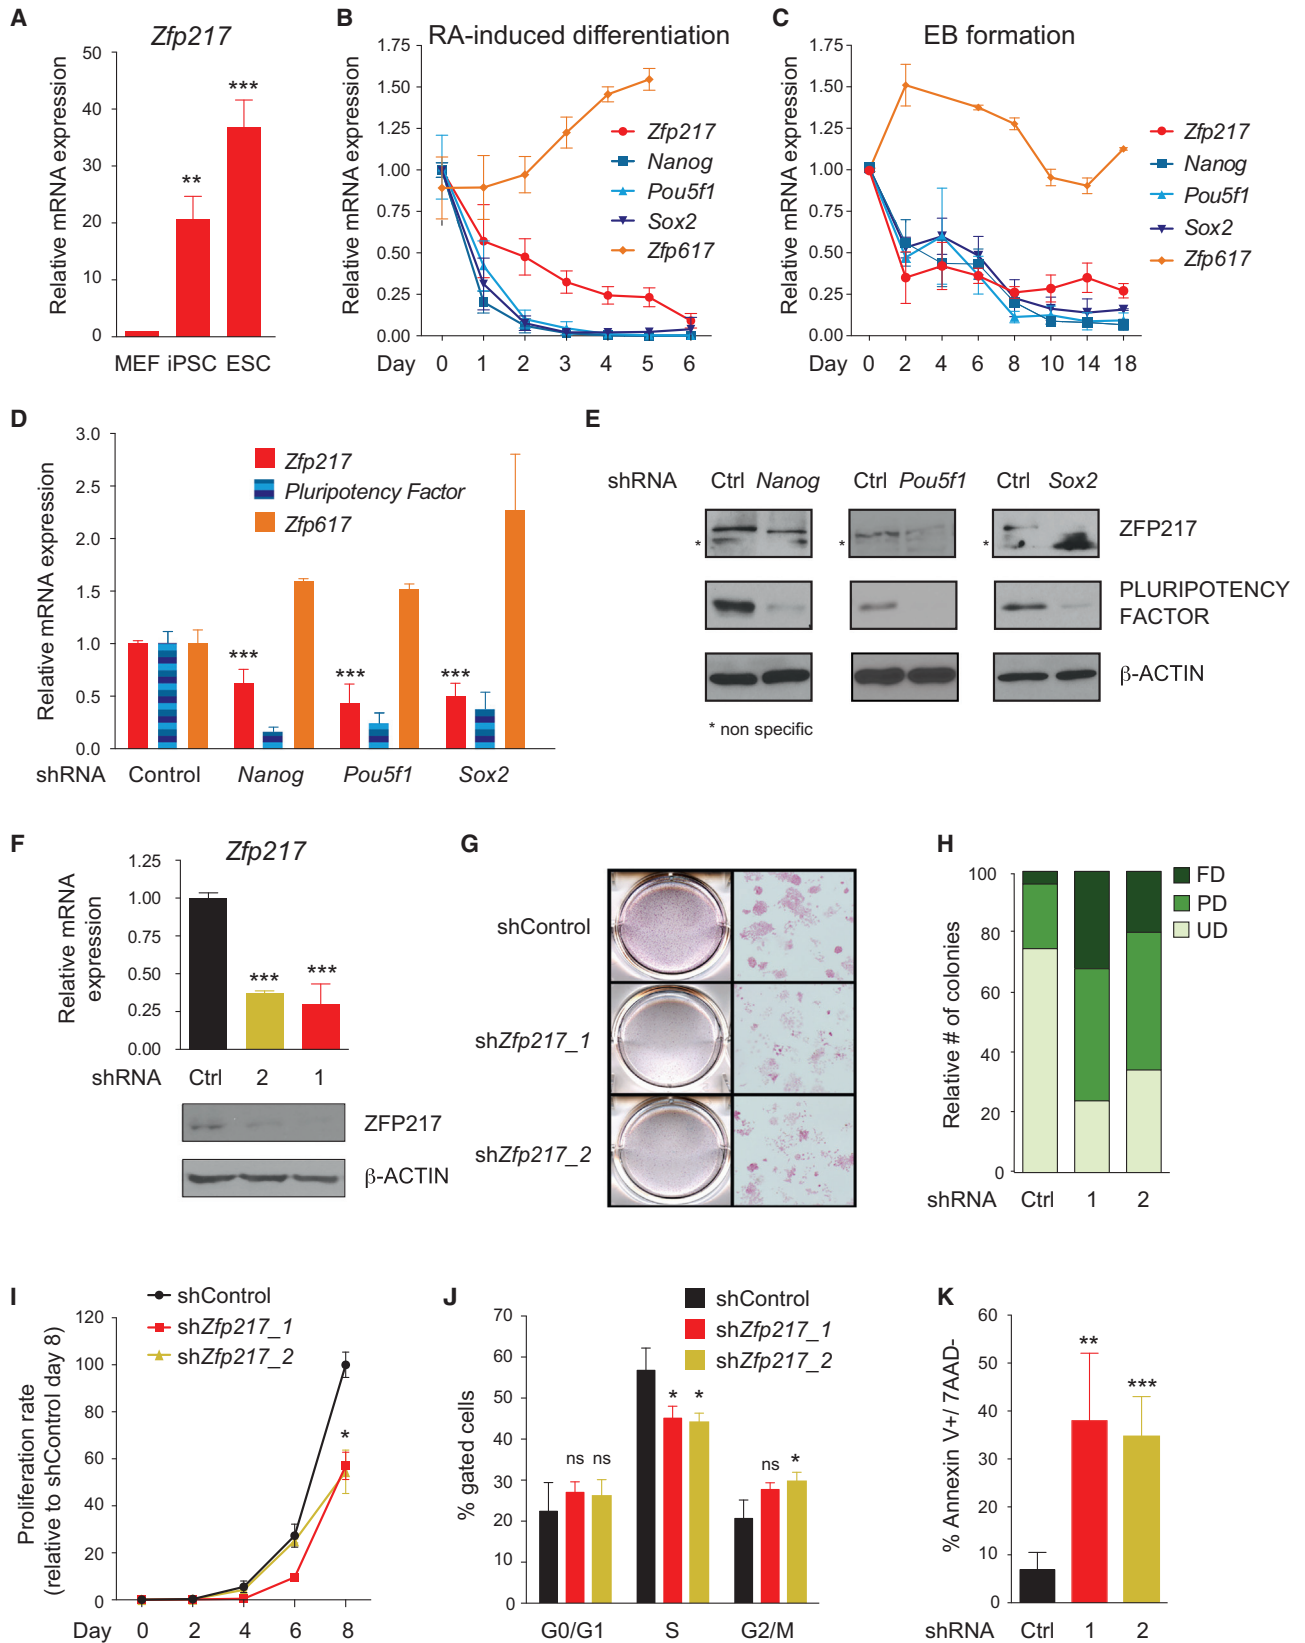 A
Zfp217
Relative mRNA expression
50
40
30
20
10
0
**
***
MEF iPSC ESC
B
RA-induced differentiation
Relative mRNA expression
1.75
1.50
1.25
1.00
0.75
0.50
0.25
0.00
Day 0 1 2 3 4 5 6
Zfp217
Nanog
Pou5f1
Sox2
Zfp617
C
EB formation
Relative mRNA expression
1.75
1.50
1.25
1.00
0.75
0.50
0.25
0.00
Day 0 2 4 6 8 10 14 18
Zfp217
Nanog
Pou5f1
Sox2
Zfp617
D
Relative mRNA expression
3.0
2.5
2.0
1.5
1.0
0.5
0.0
Zfp217
Pluripotency Factor
Zfp617
*** *** ***
shRNA Control Nanog Pou5f1 Sox2
E
shRNA Ctrl Nanog Ctrl Pou5f1 Ctrl Sox2
* * * ZFP217
PLURIPOTENCY
FACTOR
β-ACTIN
* non specific
F
Zfp217
Relative mRNA
expression
1.25
1.00
0.75
0.50
0.25
0.00
*** ***
shRNA Ctrl 2 1
ZFP217
β-ACTIN
G
shControl
shZfp217_1
shZfp217_2
H
Relative # of colonies
100
80
60
40
20
0
FD
PD
UD
shRNA Ctrl 1 2
I
Proliferation rate
(relative to shControl day 8)
120
100
80
60
40
20
0
shControl
shZfp217_1
shZfp217_2
*
Day 0 2 4 6 8
J
% gated cells
70
60
50
40
30
20
10
0
shControl
shZfp217_1
shZfp217_2
ns ns * * ns *
G0/G1 S G2/M
K
% Annexin V+/ 7AAD-
60
50
40
30
20
10
0
**
***
shRNA Ctrl 1 2